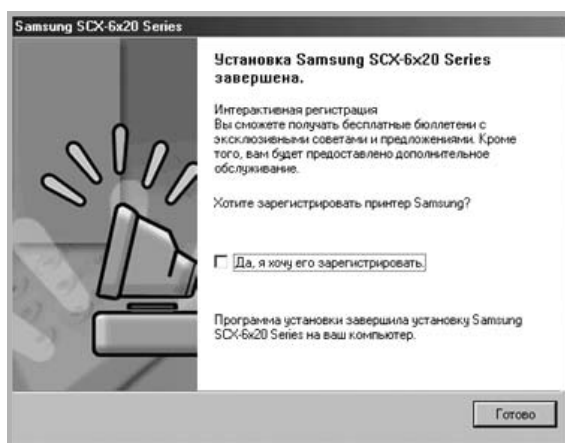 Samsung SCX-6x20 Series
Установка Samsung SCX-6x20 Series
завершена.
Интерактивная регистрация
Вы сможете получать бесплатные бюллетени с
эксклюзивными советами и предложениями. Кроме
того, вам будет предоставлено дополнительное
обслуживание.
Хотите зарегистрировать принтер Samsung?
Да, я хочу его зарегистрировать.
Программа установки завершила установку Samsung
SCX-6x20 Series на ваш компьютер.
Готово